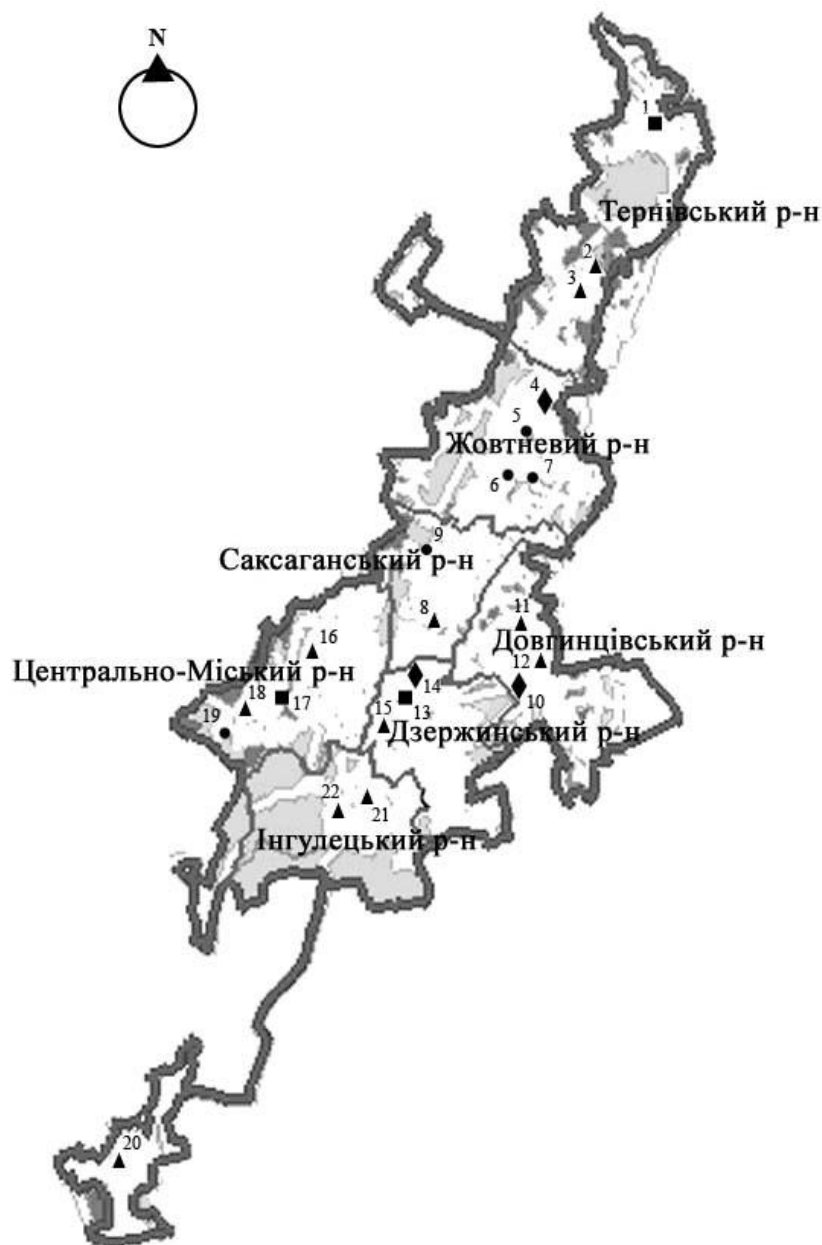 N
1
Тернівський р-н
2
3
4
5
Жовтневий р-н
6
7
9
Саксаганський р-н
8
11
Довгинцівський р-н
16
12
Центрально-Міський р-н
10
14
18
17
13
15
19
Дзержинський р-н
22
21
Інгулецький р-н
20